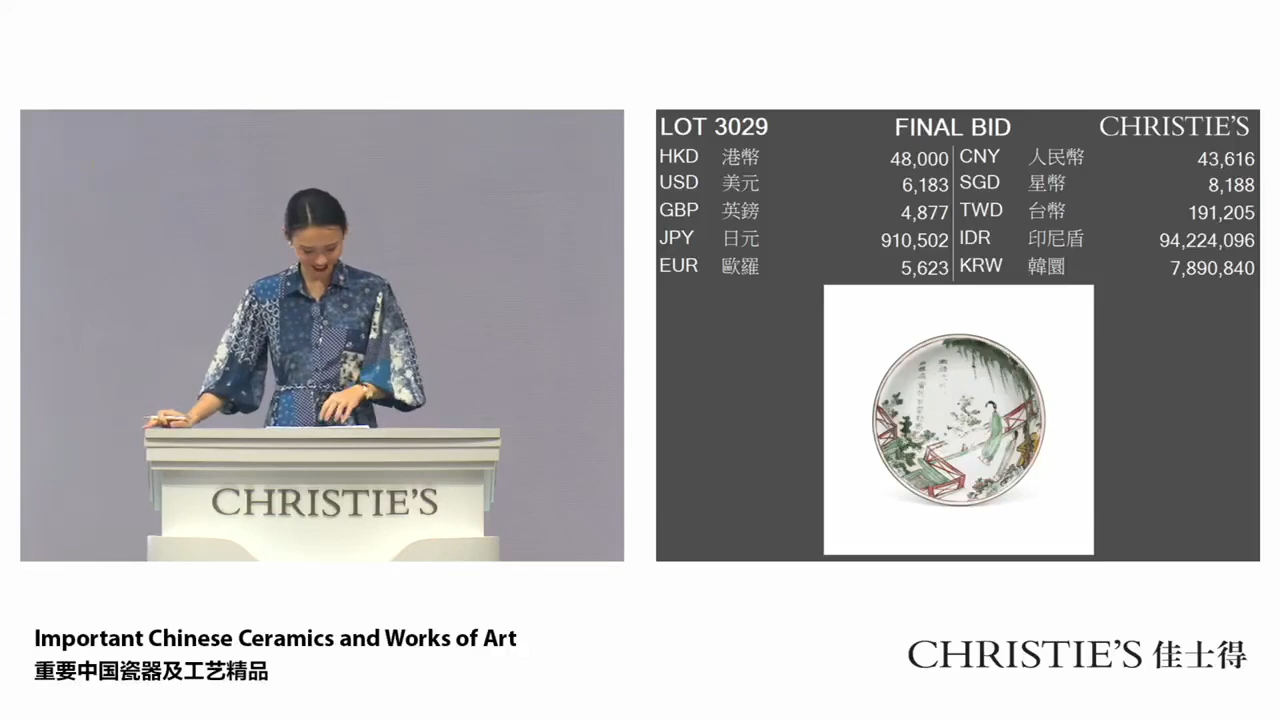 CHRISTIE'S
LOT 3029 FINAL BID CHRISTIE'S
HKD 港幣 48,000 CNY 人民幣 43,616
USD 美元 6,183 SGD 星幣 8,188
GBP 英鎊 4,877 TWD 台幣 191,205
JPY 日元 910,502 IDR 印尼盾 94,224,096
EUR 歐羅 5,623 KRW 韓圜 7,890,840
Important Chinese Ceramics and Works of Art
重要中国瓷器及工艺精品
CHRISTIE'S 佳士得